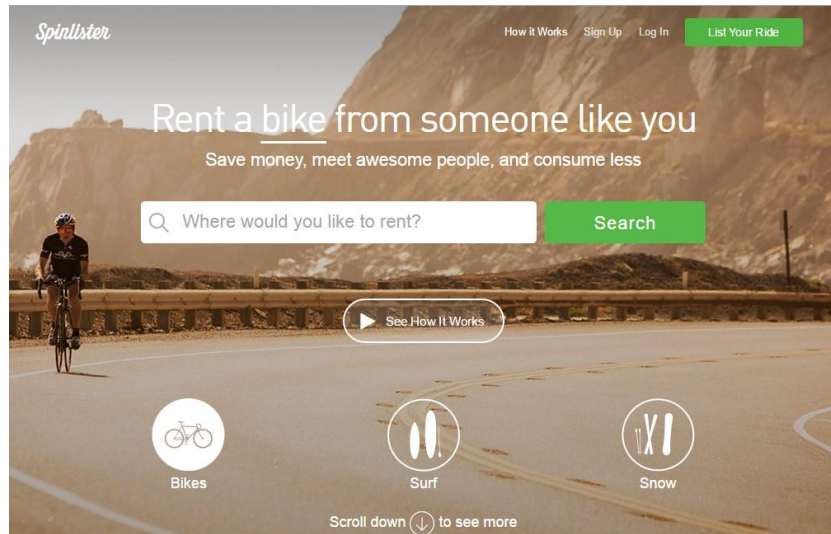 Spinlister
How it Works Sign Up Log In List Your Ride
Rent a bike from someone like you
Save money, meet awesome people, and consume less
Where would you like to rent? Search
See How It Works
Bikes Surf Snow
Scroll down to see more